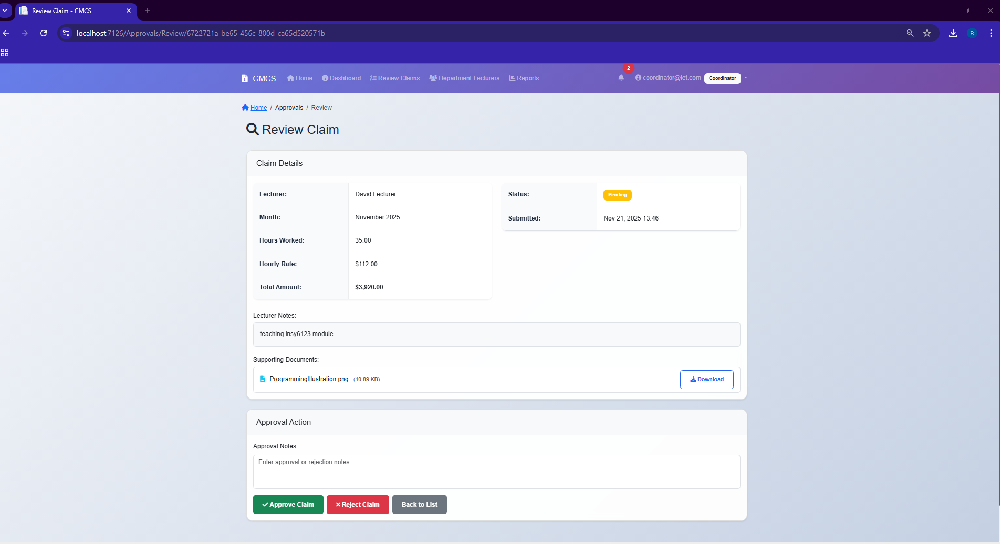 Review Claim - CMCS
localhost:7126/Approvals/Review/6722721a-be65-456c-800d-ca65d520571b
R
CMCS Home Dashboard Review Claims Department Lecturers Reports 2 coordinator@iet.com Coordinator
Home / Approvals / Review
Review Claim
Claim Details
Lecturer: David Lecturer
Month: November 2025
Hours Worked: 35.00
Hourly Rate: $112.00
Total Amount: $3,920.00
Status: Pending
Submitted: Nov 21, 2025 13:46
Lecturer Notes:
teaching insy6123 module
Supporting Documents:
ProgrammingIllustration.png (10.89 KB) Download
Approval Action
Approval Notes
Enter approval or rejection notes...
Approve Claim Reject Claim Back to List